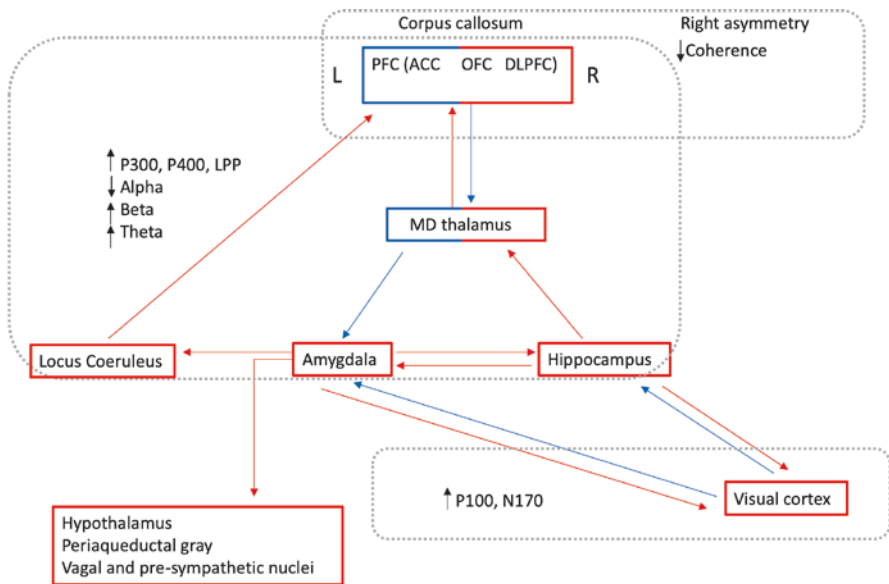 Corpus callosum
Right asymmetry
↓Coherence
L
PFC (ACC OFC DLPFC)
R
↑ P300, P400, LPP
↓ Alpha
↑ Beta
↑ Theta
MD thalamus
Locus Coeruleus
Amygdala
Hippocampus
↑ P100, N170
Visual cortex
Hypothalamus
Periaqueductal gray
Vagal and pre-sympathetic nuclei